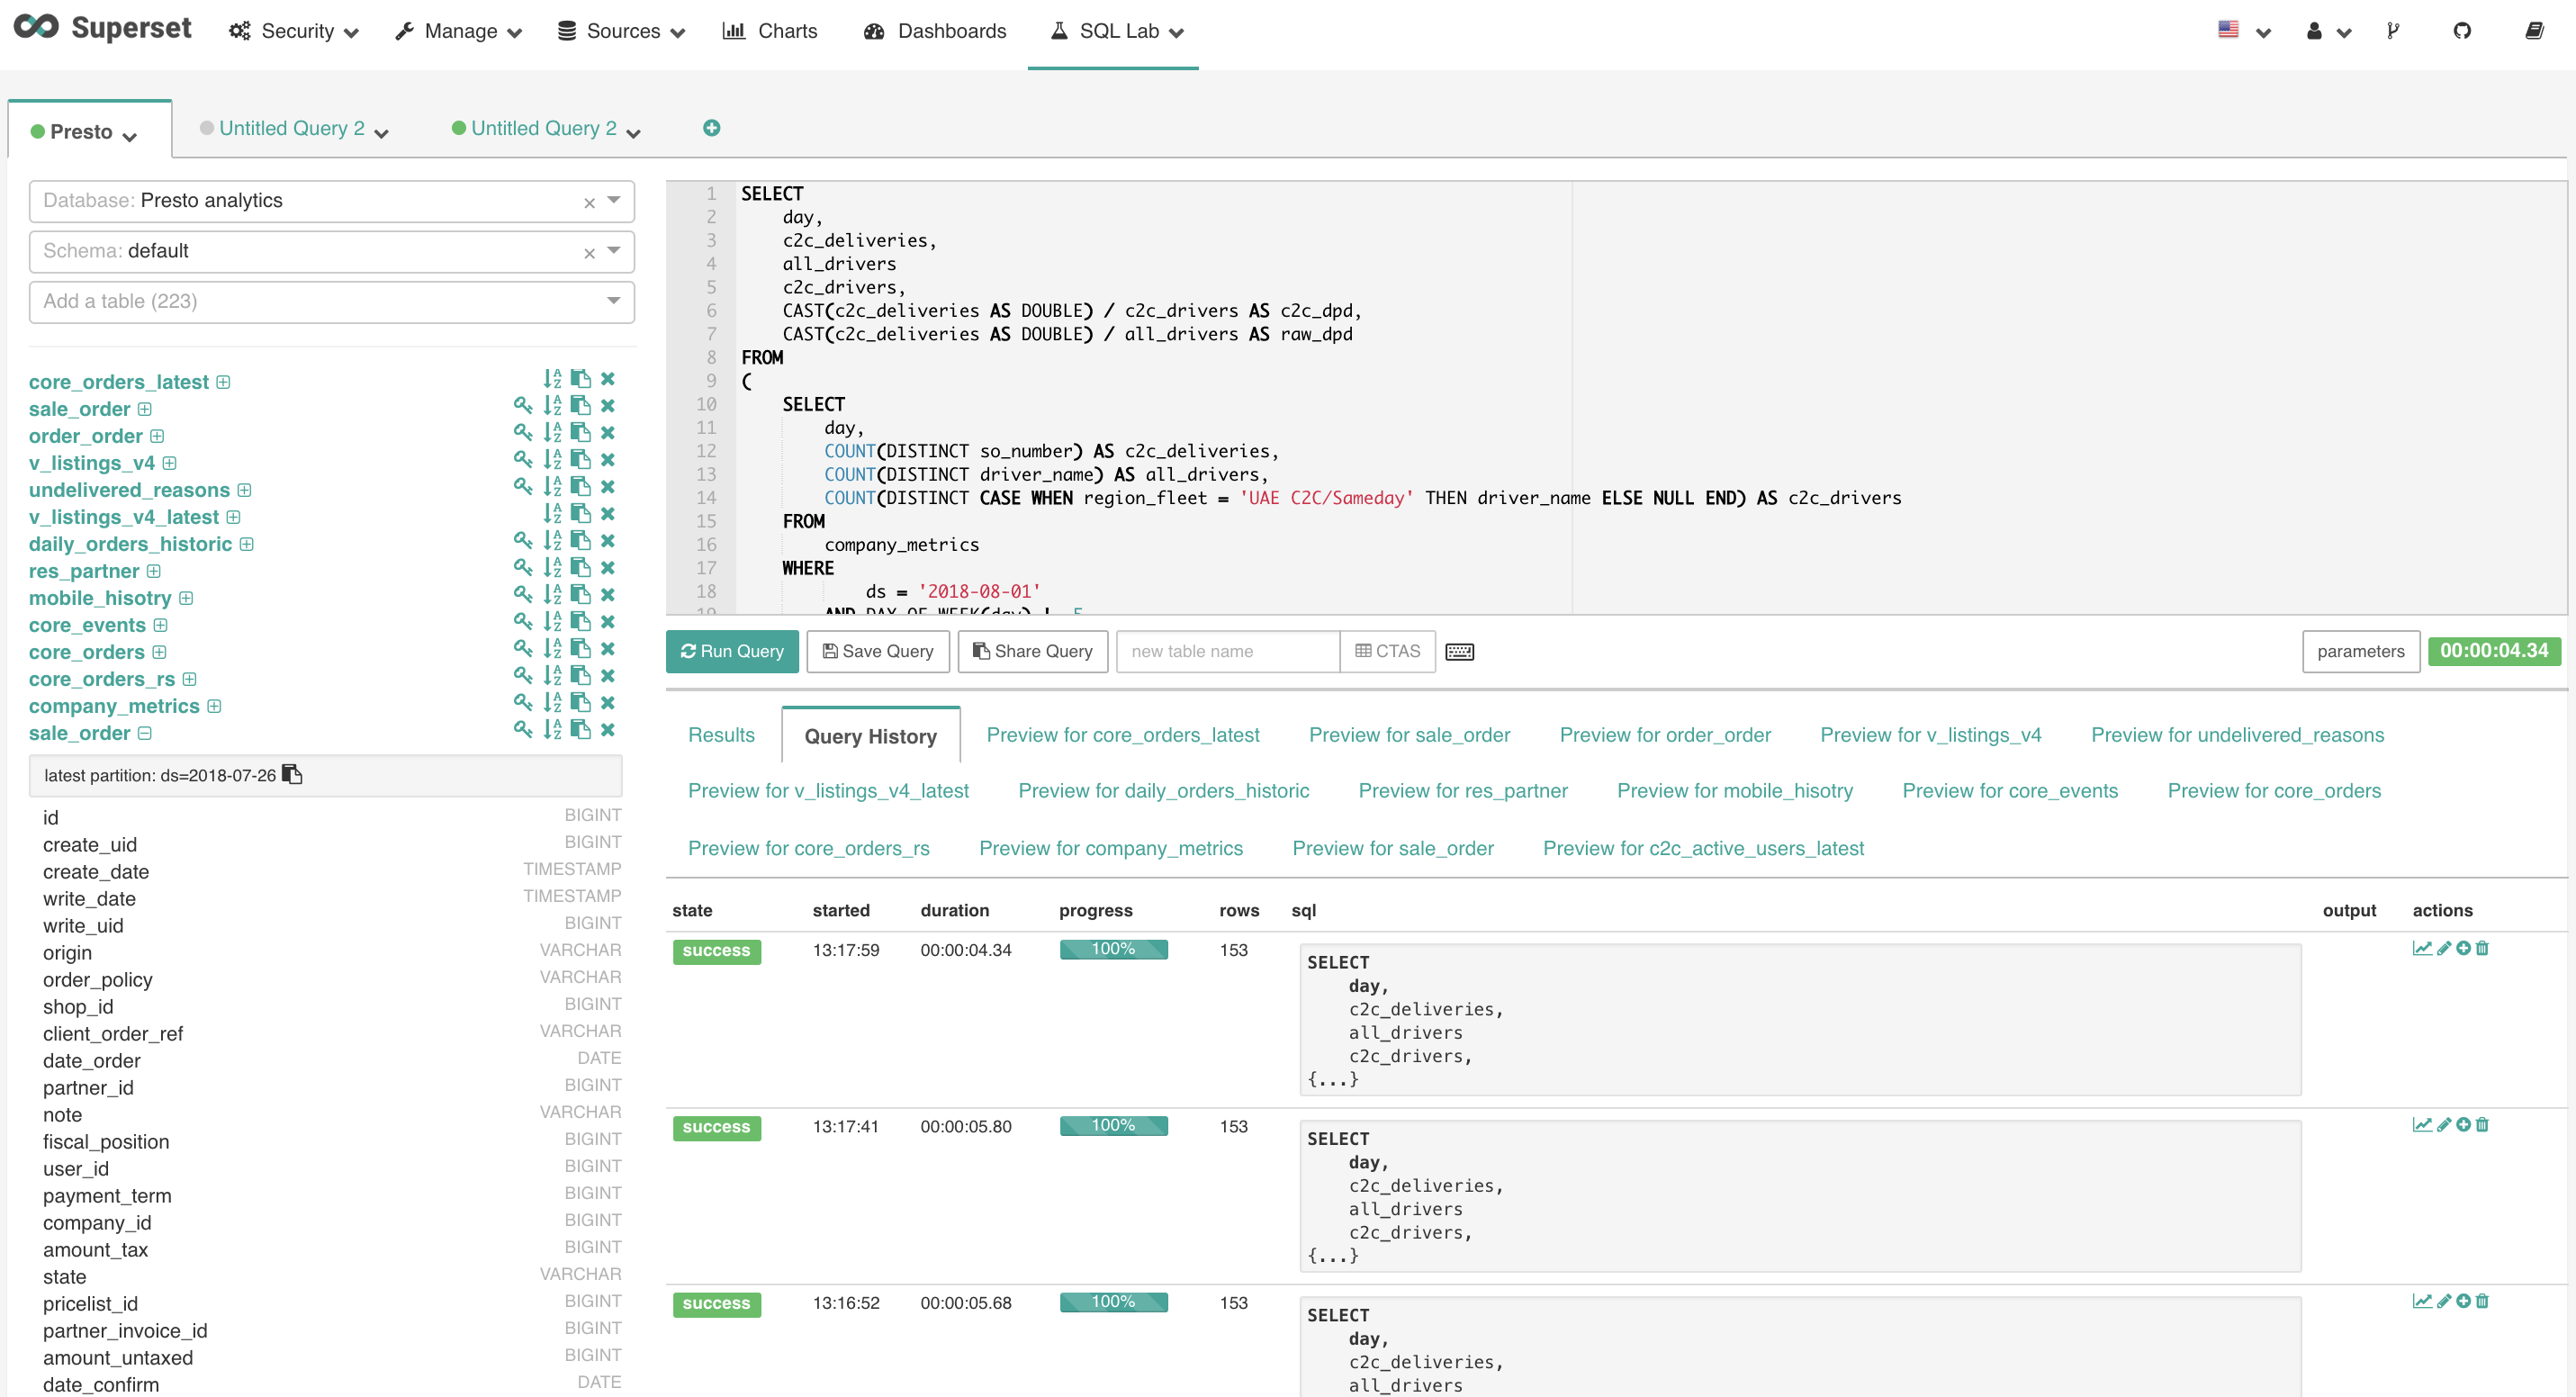 Superset Security Manage Sources Charts Dashboards SQL Lab
Presto Untitled Query 2 Untitled Query 2
Database: Presto analytics
Schema: default
Add a table (223)
core_orders_latest
sale_order
order_order
v_listings_v4
undelivered_reasons
v_listings_v4_latest
daily_orders_historic
res_partner
mobile_hisotry
core_events
core_orders
core_orders_rs
company_metrics
sale_order
latest partition: ds=2018-07-26
id BIGINT
create_uid BIGINT
create_date TIMESTAMP
write_date TIMESTAMP
write_uid BIGINT
origin VARCHAR
order_policy VARCHAR
shop_id BIGINT
client_order_ref VARCHAR
date_order DATE
partner_id BIGINT
note VARCHAR
fiscal_position BIGINT
user_id BIGINT
payment_term BIGINT
company_id BIGINT
amount_tax BIGINT
state VARCHAR
pricelist_id BIGINT
partner_invoice_id BIGINT
amount_untaxed BIGINT
date_confirm DATE
1 SELECT
2 day,
3 c2c_deliveries,
4 all_drivers
5 c2c_drivers,
6 CAST(c2c_deliveries AS DOUBLE) / c2c_drivers AS c2c_dpd,
7 CAST(c2c_deliveries AS DOUBLE) / all_drivers AS raw_dpd
8 FROM
9 (
10 SELECT
11 day,
12 COUNT(DISTINCT so_number) AS c2c_deliveries,
13 COUNT(DISTINCT driver_name) AS all_drivers,
14 COUNT(DISTINCT CASE WHEN region_fleet = 'UAE C2C/Sameday' THEN driver_name ELSE NULL END) AS c2c_drivers
15 FROM
16 company_metrics
17 WHERE
18 ds = '2018-08-01'
19 AND DAY_OF_WEEK(day)
Run Query Save Query Share Query new table name CTAS parameters 00:00:04.34
Results Query History Preview for core_orders_latest Preview for sale_order Preview for order_order Preview for v_listings_v4 Preview for undelivered_reasons
Preview for v_listings_v4_latest Preview for daily_orders_historic Preview for res_partner Preview for mobile_hisotry Preview for core_events Preview for core_orders
Preview for core_orders_rs Preview for company_metrics Preview for sale_order Preview for c2c_active_users_latest
state started duration progress rows sql output actions
success 13:17:59 00:00:04.34 100% 153
SELECT
day,
c2c_deliveries,
all_drivers
c2c_drivers,
{...}
success 13:17:41 00:00:05.80 100% 153
SELECT
day,
c2c_deliveries,
all_drivers
c2c_drivers,
{...}
success 13:16:52 00:00:05.68 100% 153
SELECT
day,
c2c_deliveries,
all_drivers